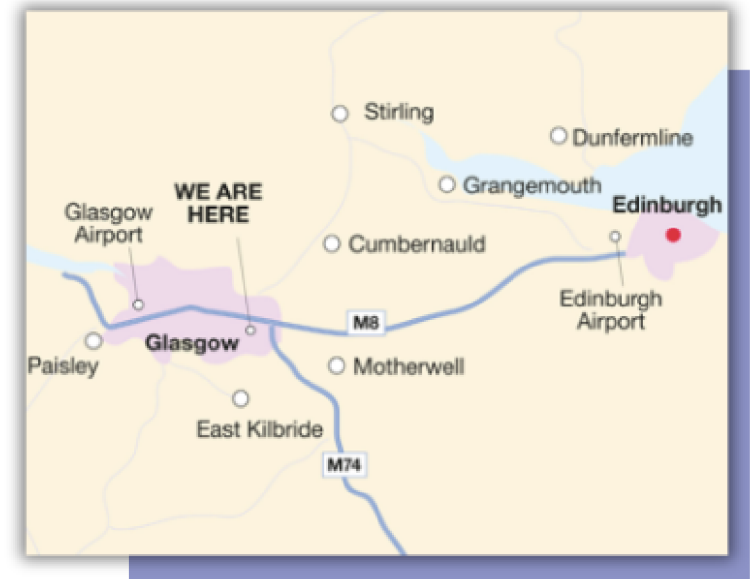 Stirling
Dunfermline
Grangemouth
WE ARE
HERE
Edinburgh
Glasgow
Airport
Cumbernauld
Edinburgh
Airport
M8
Glasgow
Paisley
Motherwell
East Kilbride
M74